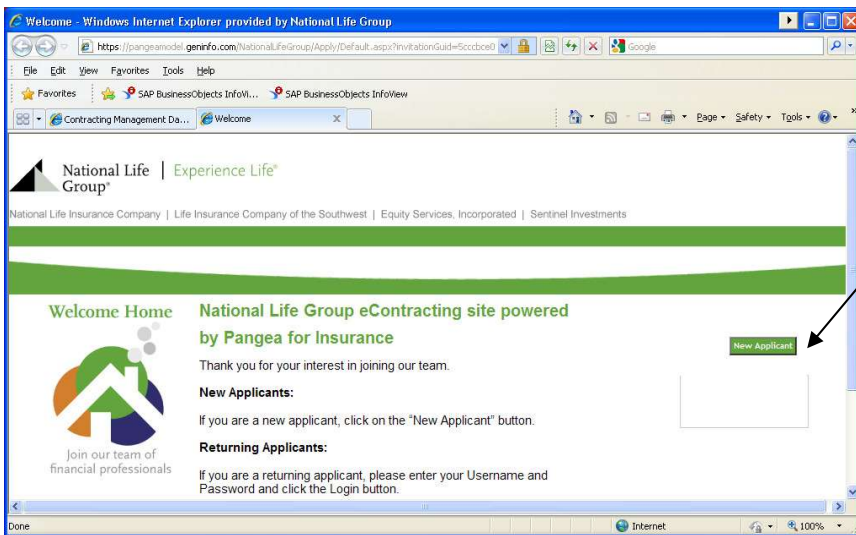 Welcome - Windows Internet Explorer provided by National Life Group
https://pangeamodel.geninfo.com/NationalLifeGroup/Apply/Default.aspx?InvitationGuid=5cccbce0
Google
File Edit View Favorites Tools Help
Favorites SAP BusinessObjects InfoVi... SAP BusinessObjects InfoView
Contracting Management Da... Welcome X Page Safety Tools
National Life Group® | Experience Life®
National Life Insurance Company | Life Insurance Company of the Southwest | Equity Services, Incorporated | Sentinel Investments
Welcome Home
Join our team of
financial professionals
National Life Group eContracting site powered
by Pangea for Insurance
Thank you for your interest in joining our team.
New Applicants:
If you are a new applicant, click on the “New Applicant” button.
Returning Applicants:
If you are a returning applicant, please enter your Username and
Password and click the Login button.
New Applicant
Done Internet 100%